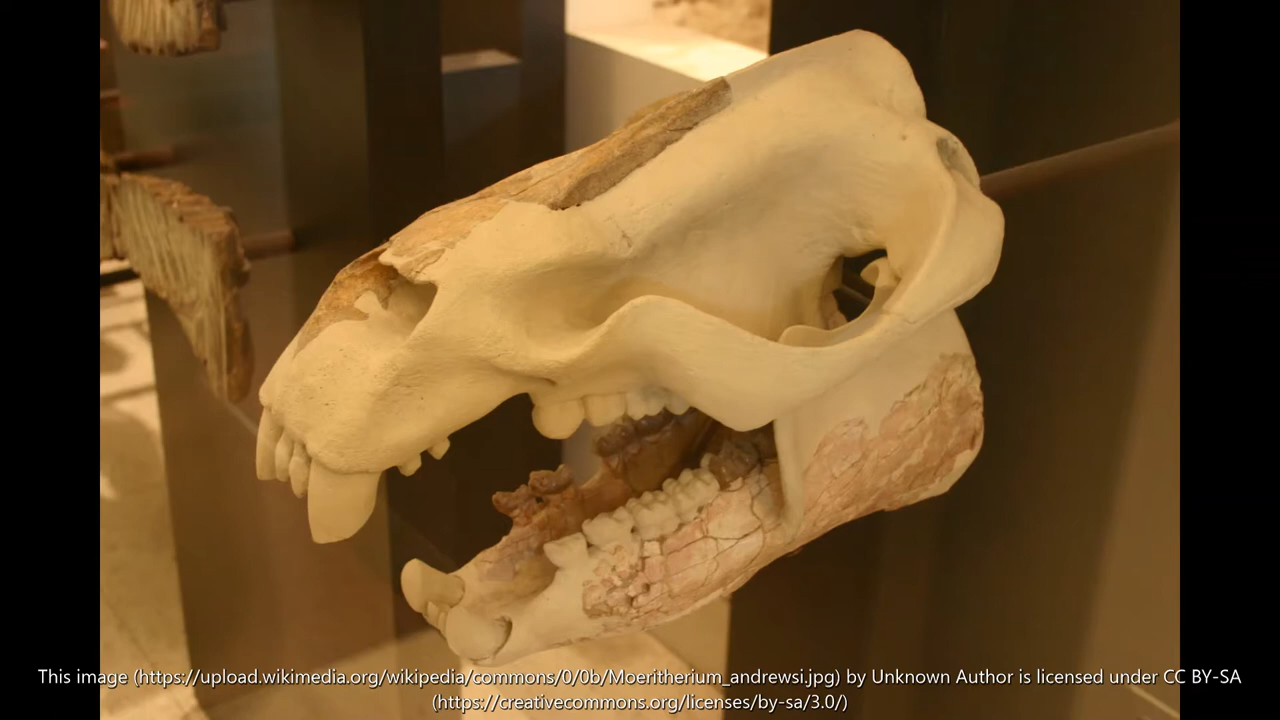 This image (https://upload.wikimedia.org/wikipedia/commons/0/0b/Moeritherium_andrewsi.jpg) by Unknown Author is licensed under CC BY-SA
(https://creativecommons.org/licenses/by-sa/3.0/)